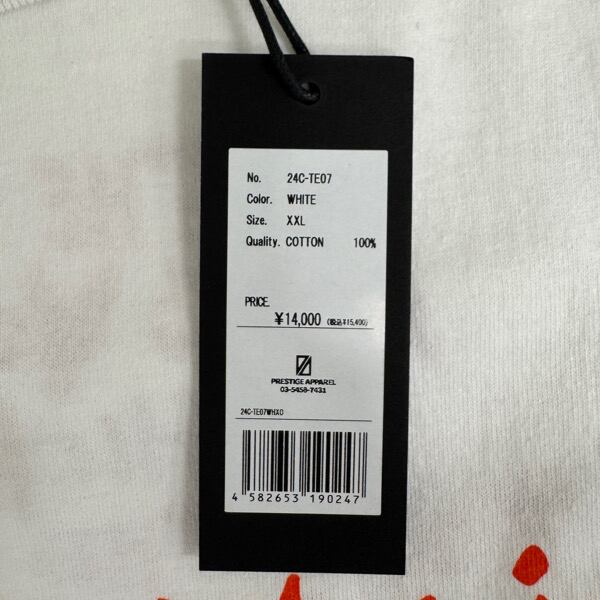 No. 24C-TE07
Color. WHITE
Size. XXL
Quality. COTTON 100%
PRICE.
¥14,000 (税込¥15,400)
PRESTIGE APPAREL
03-5458-7431
24C-TE07WHXO
4 582653 190247